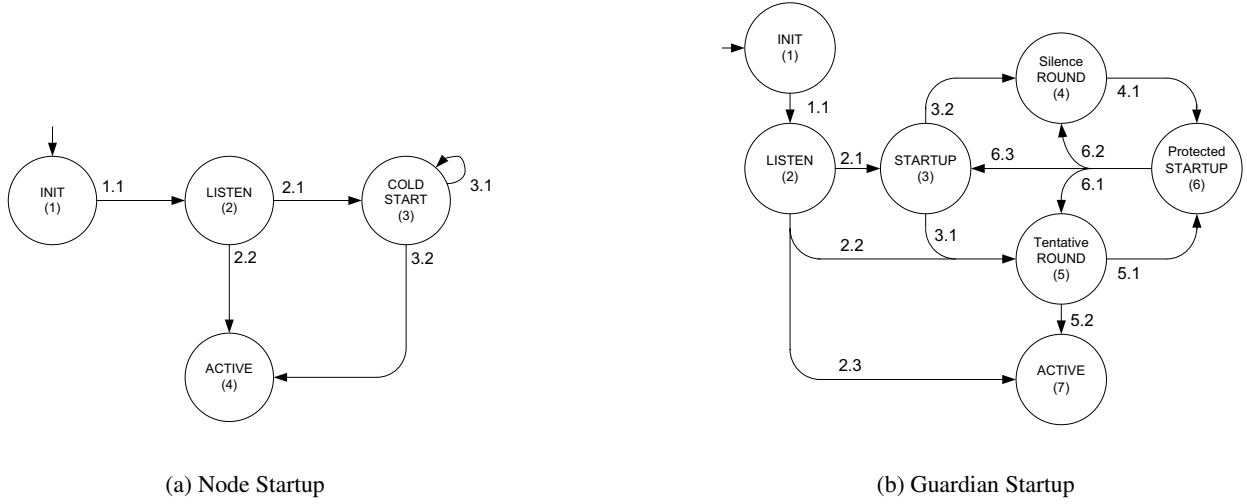 INIT
(1)
1.1
LISTEN
(2)
2.1
COLD
START
(3)
3.1
2.2
3.2
ACTIVE
(4)
(a) Node Startup
INIT
(1)
1.1
LISTEN
(2)
2.1
STARTUP
(3)
3.2
Silence
ROUND
(4)
4.1
6.3
6.2
6.1
Protected
STARTUP
(6)
2.2
3.1
Tentative
ROUND
(5)
5.1
5.2
2.3
ACTIVE
(7)
(b) Guardian Startup